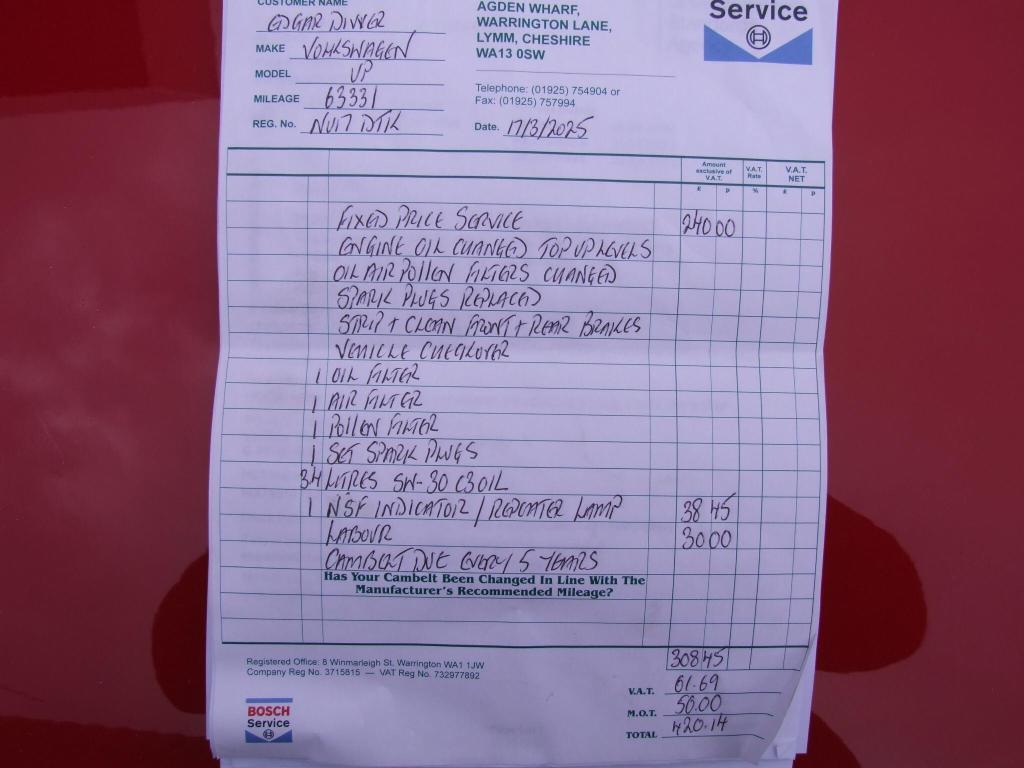 CUSTOMER NAME EDGAR DIVVER
MAKE VOLKSWAGEN
MODEL UP
MILEAGE 63331
REG. No. NU17 DTK
AGDEN WHARF,
WARRINGTON LANE,
LYMM, CHESHIRE
WA13 0SW
Telephone: (01925) 754904 or
Fax: (01925) 757994
Date. 17/3/2025
Service
Amount exclusive of V.A.T. V.A.T. Rate V.A.T. NET
£ p % £ p
FIXED PRICE SERVICE 240 00
ENGINE OIL CHANGED TOP UP LEVELS
OIL AIR POLLEN FILTERS CHANGED
SPARK PLUGS REPLACED
STRIP + CLEAN FRONT + REAR BRAKES
VEHICLE CHECKOVER
1 OIL FILTER
1 AIR FILTER
1 POLLEN FILTER
1 SET SPARK PLUGS
3.4 LITRES 5W-30 C3 OIL
1 NSF INDICATOR / REPEATER LAMP 38 45
LABOUR 30 00
CAMBELT DUE EVERY 5 YEARS
Has Your Cambelt Been Changed In Line With The
Manufacturer's Recommended Mileage?
308 45
V.A.T. 61.69
M.O.T. 50.00
TOTAL 420.14
Registered Office: 8 Winmarleigh St, Warrington WA1 1JW
Company Reg No. 3715815 — VAT Reg No. 732977892
BOSCH
Service